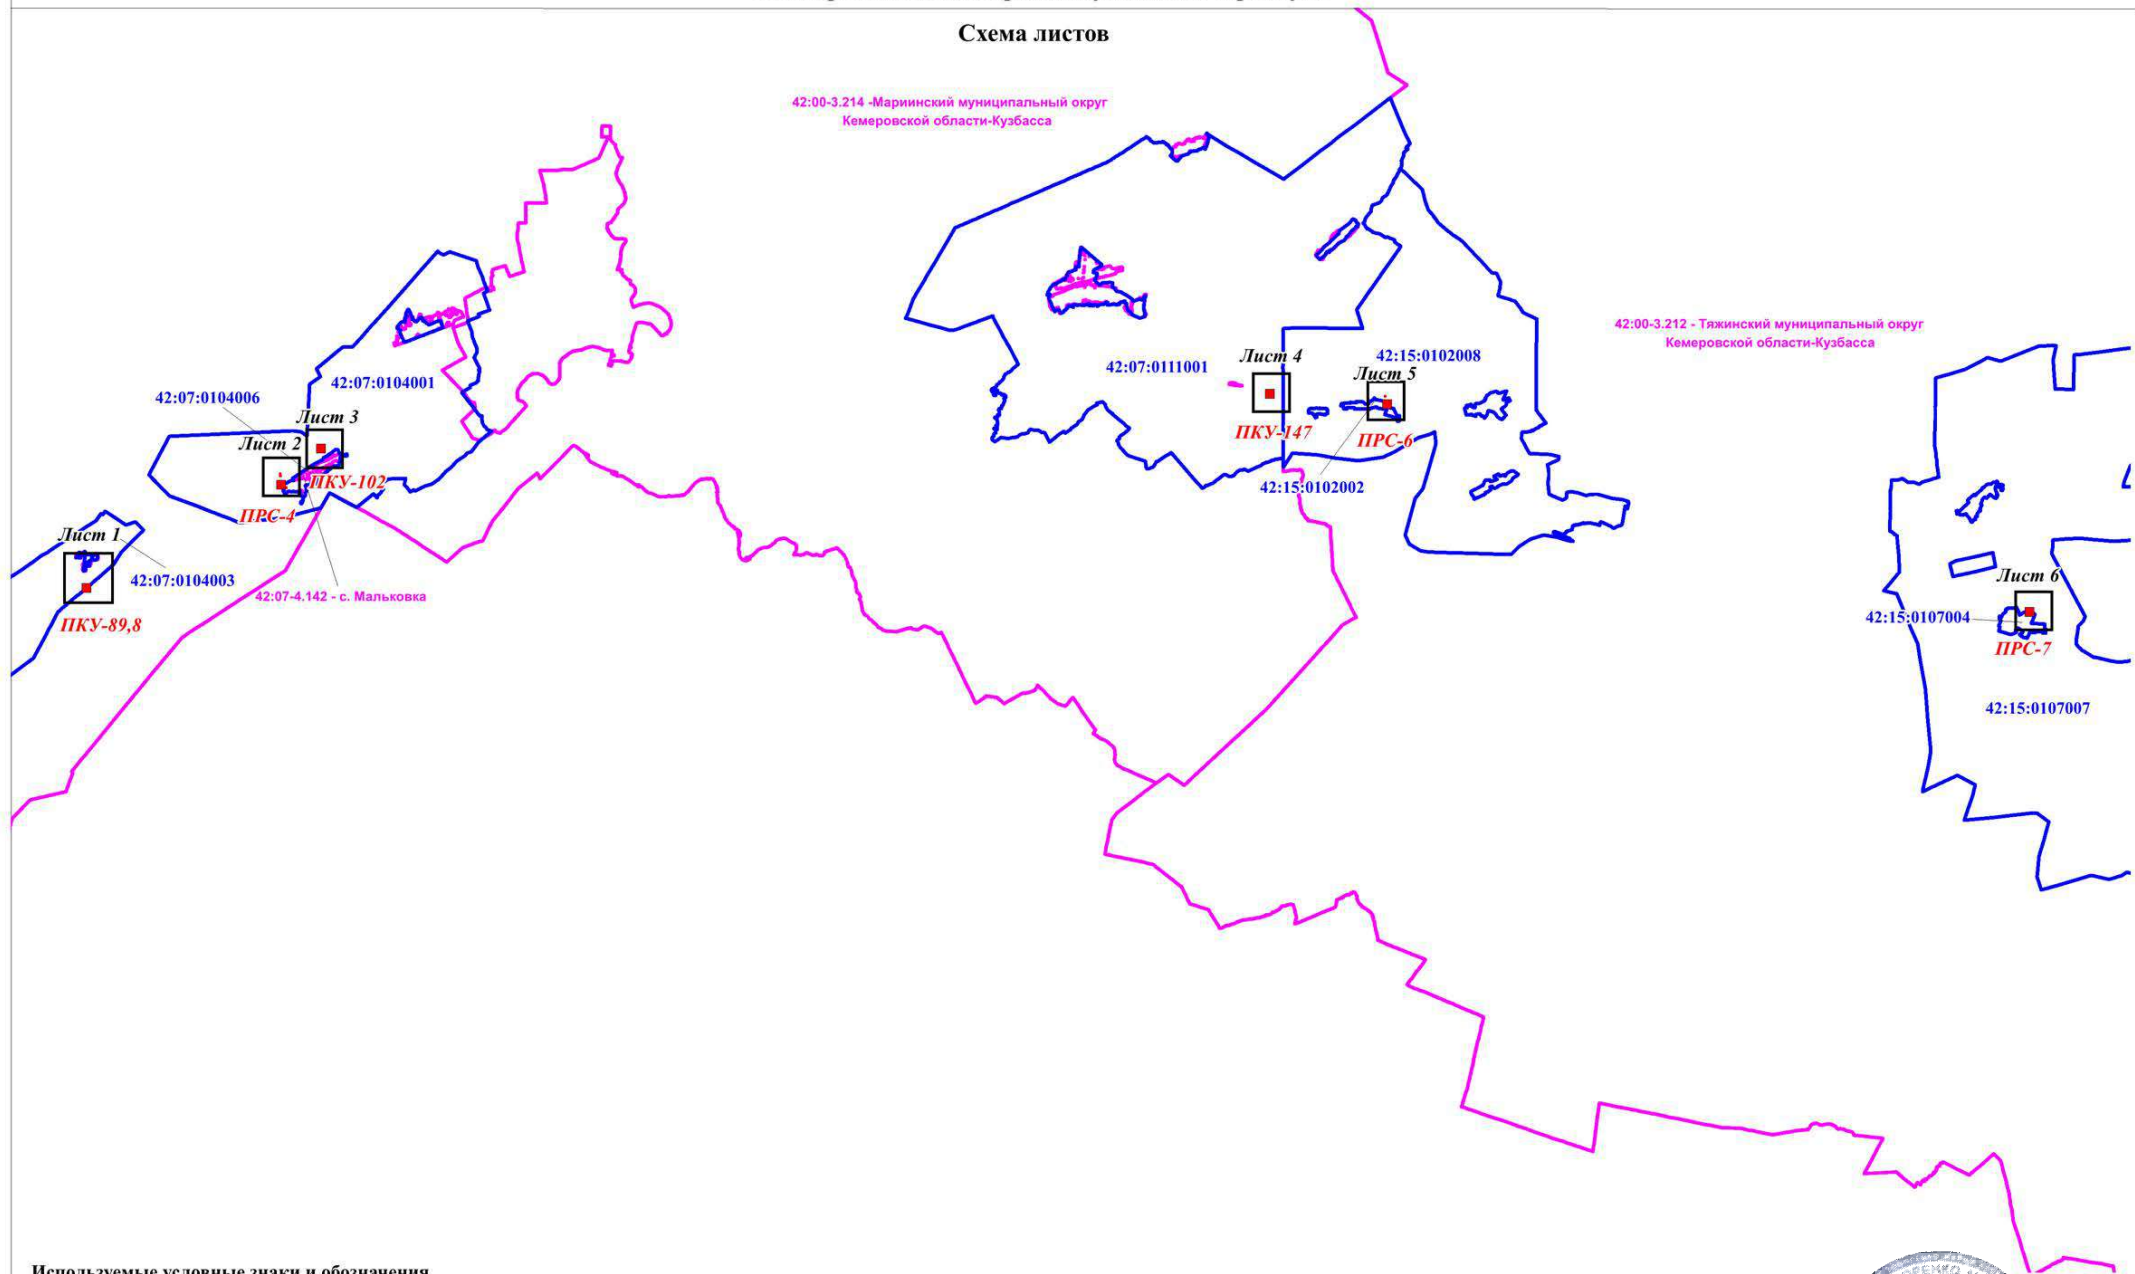 Схема листов
42:00-3.214 -Мариинский муниципальный округ
Кемеровской области-Кузбасса
42:00-3.212 - Тяжинский муниципальный округ
Кемеровской области-Кузбасса
42:07:0104001
42:07:0104006
Лист 3
Лист 2
ПКУ-102
ПРС-4
Лист 1
42:07:0104003
42:07-4.142 - с. Мальковка
ПКУ-89,8
Лист 4
42:15:0102008
42:07:0111001
Лист 5
ПКУ-147
ПРС-6
42:15:0102002
Лист 6
42:15:0107004
ПРС-7
42:15:0107007
Используемые условные знаки и обозначения